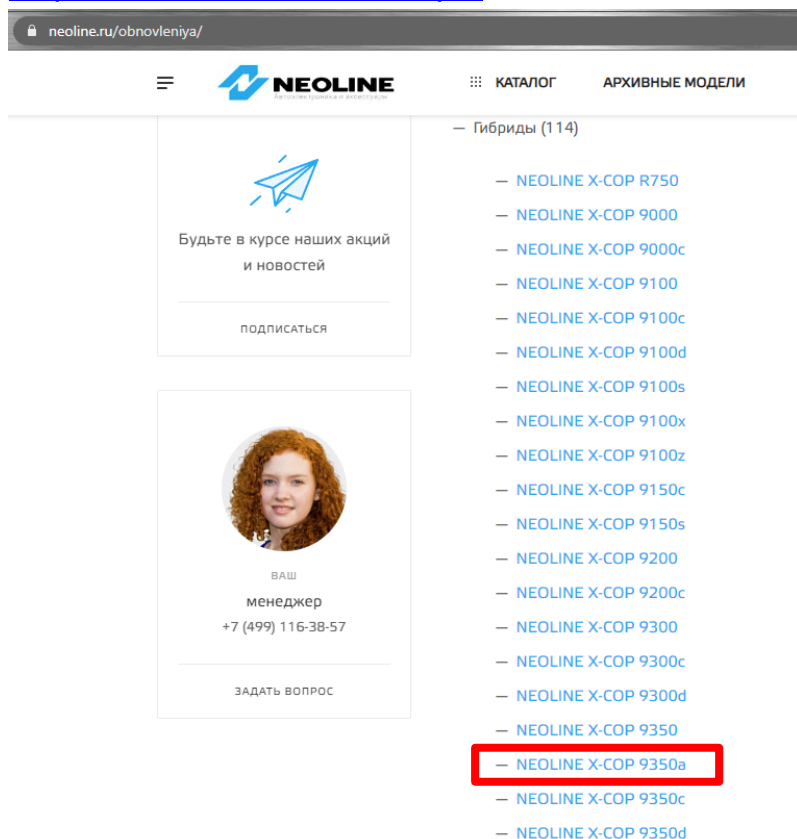 neoline.ru/obnovleniya/
NEOLINE
Автоэлектроника и аксессуары
КАТАЛОГ
АРХИВНЫЕ МОДЕЛИ
Будьте в курсе наших акций
и новостей
ПОДПИСАТЬСЯ
ВАШ
менеджер
+7 (499) 116-38-57
ЗАДАТЬ ВОПРОС
— Гибриды (114)
— NEOLINE X-COP R750
— NEOLINE X-COP 9000
— NEOLINE X-COP 9000c
— NEOLINE X-COP 9100
— NEOLINE X-COP 9100c
— NEOLINE X-COP 9100d
— NEOLINE X-COP 9100s
— NEOLINE X-COP 9100x
— NEOLINE X-COP 9100z
— NEOLINE X-COP 9150c
— NEOLINE X-COP 9150s
— NEOLINE X-COP 9200
— NEOLINE X-COP 9200c
— NEOLINE X-COP 9300
— NEOLINE X-COP 9300c
— NEOLINE X-COP 9300d
— NEOLINE X-COP 9350
— NEOLINE X-COP 9350a
— NEOLINE X-COP 9350c
— NEOLINE X-COP 9350d